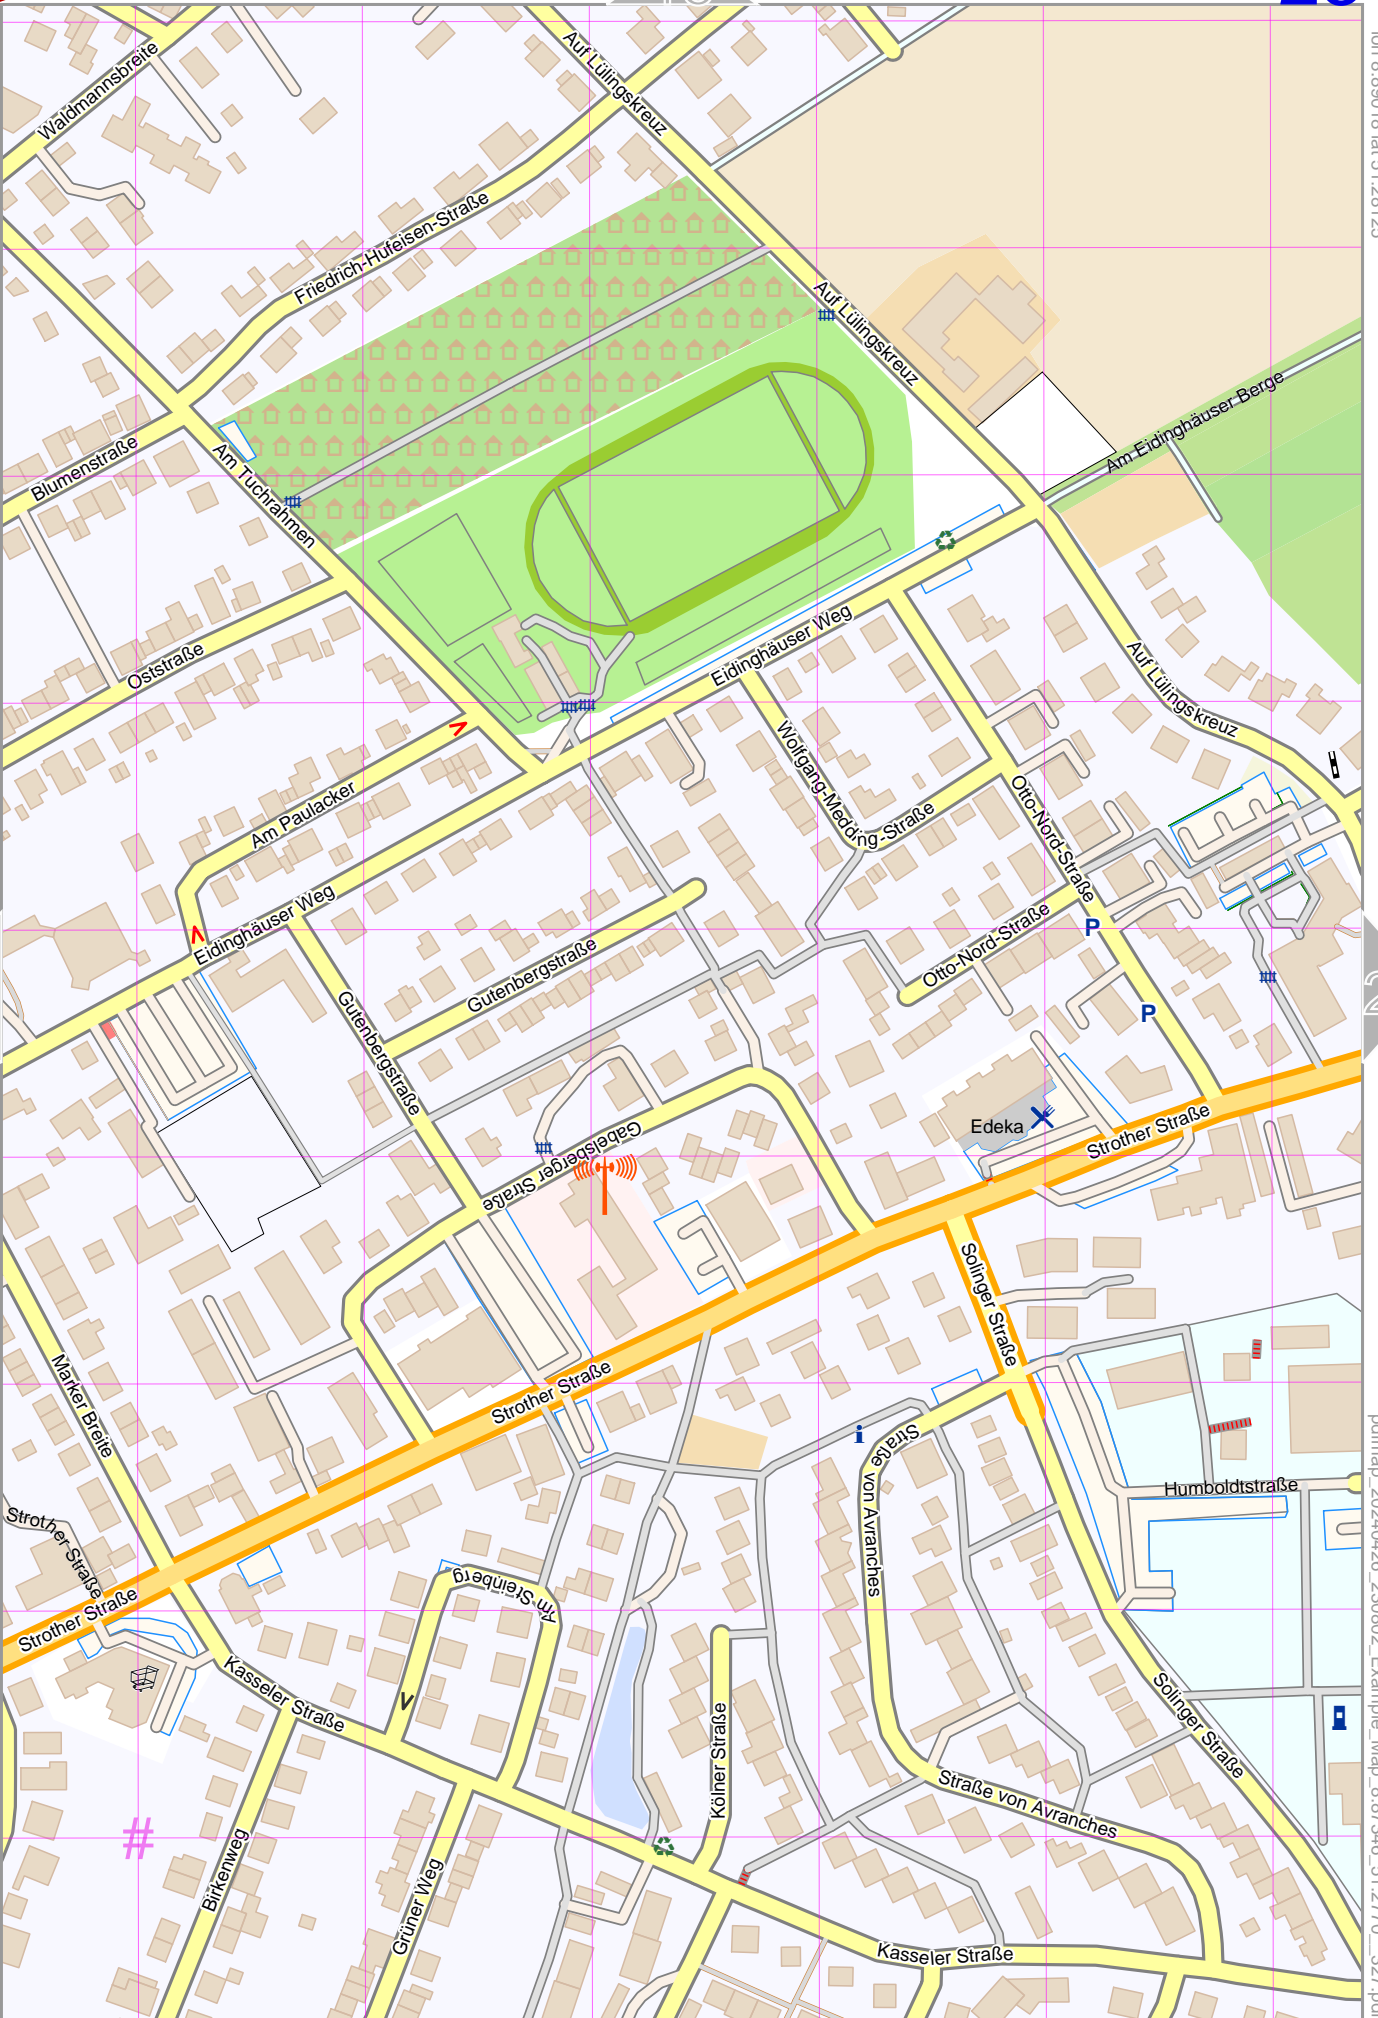 Waldmannsbreite
Auf Lülingskreuz
Friedrich-Hufeisen-Straße
Auf Lülingskreuz
Am Eidinghäuser Berge
Blumenstraße
Am Tuchrahmen
Oststraße
Eidinghäuser Weg
Auf Lülingskreuz
Wolfgang-Medding-Straße
Otto-Nord-Straße
Am Paulacker
Eidinghäuser Weg
Otto-Nord-Straße
P
Gutenbergstraße
Gutenbergstraße
P
Edeka
Strother Straße
Gabelsberger Straße
Solinger Straße
Marker Breite
Strother Straße
Straße von Avranches
Humboldtstraße
Strother Straße
Am Steinberg
Strother Straße
Kasseler Straße
Solinger Straße
Kölner Straße
Straße von Avranches
#
Birkenweg
Grüner Weg
Kasseler Straße